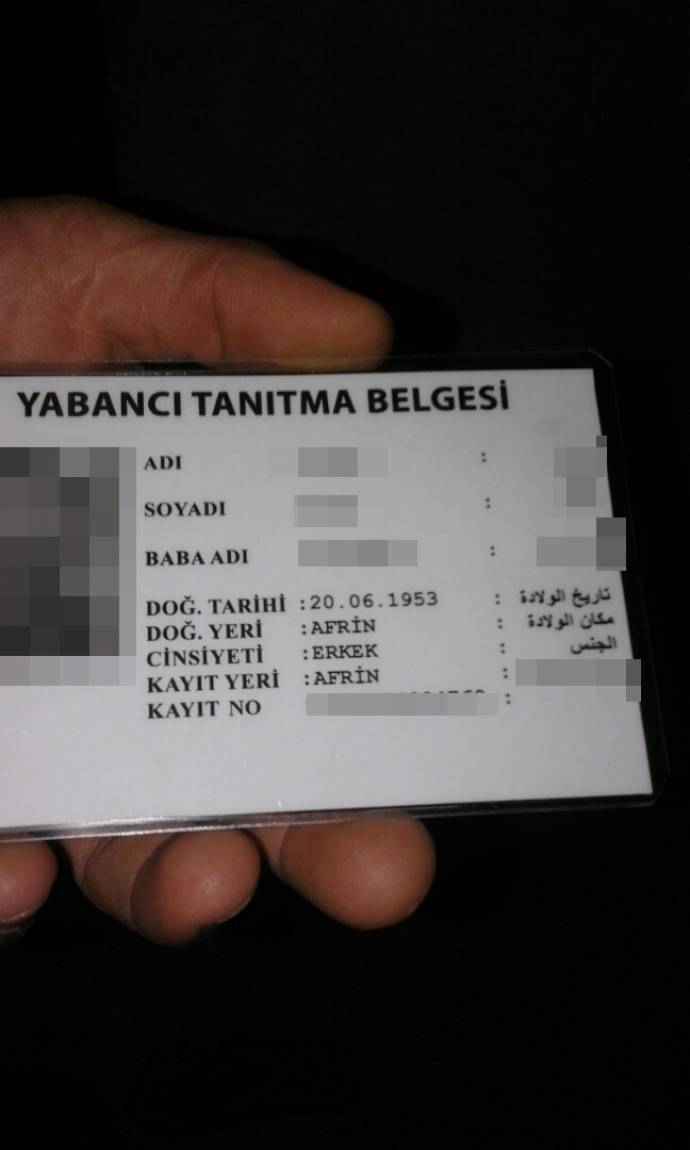 YABANCI TANITMA BELGESİ
ADI :
SOYADI :
BABA ADI :
DOĞ. TARİHİ :20.06.1953 : تاريخ الولادة
DOĞ. YERİ :AFRİN : مكان الولادة
CİNSİYETİ :ERKEK : الجنس
KAYIT YERİ :AFRİN :
KAYIT NO :